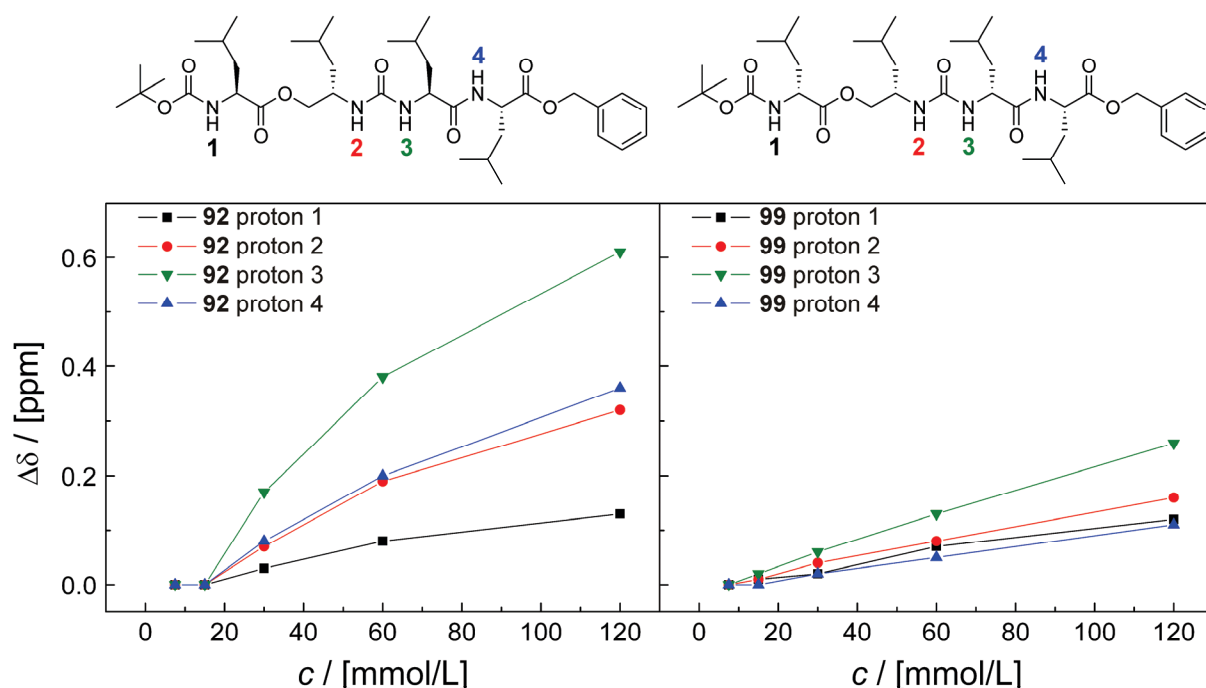 O O H N O BocN H O O N H N H O N H O O
1 2 3 4
O O H N O BocN H O O N H N H O N H O O
1 2 3 4
92 proton 1
92 proton 2
92 proton 3
92 proton 4
99 proton 1
99 proton 2
99 proton 3
99 proton 4
Δδ / [ppm]
0.6
0.4
0.2
0.0
0 20 40 60 80 100 120
0 20 40 60 80 100 120
c / [mmol/L]
c / [mmol/L]